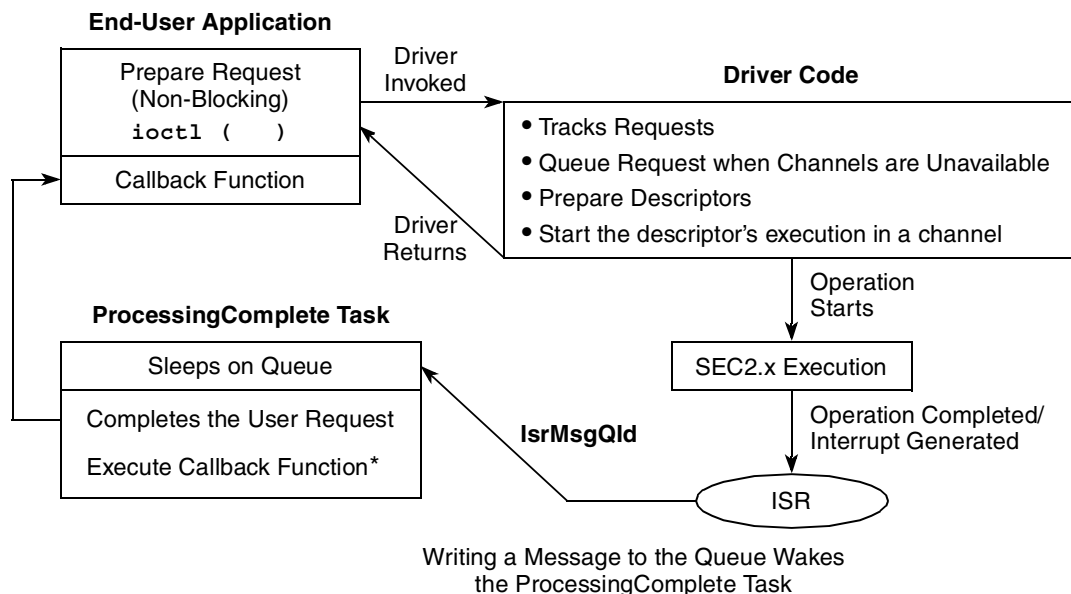 End-User Application
Prepare Request
(Non-Blocking)
ioctl ( )
Callback Function
Driver
Invoked
Driver
Returns
Driver Code
• Tracks Requests
• Queue Request when Channels are Unavailable
• Prepare Descriptors
• Start the descriptor's execution in a channel
Operation
Starts
SEC2.x Execution
Operation Completed/
Interrupt Generated
ISR
IsrMsgQId
ProcessingComplete Task
Sleeps on Queue
Completes the User Request
Execute Callback Function*
Writing a Message to the Queue Wakes
the ProcessingComplete Task